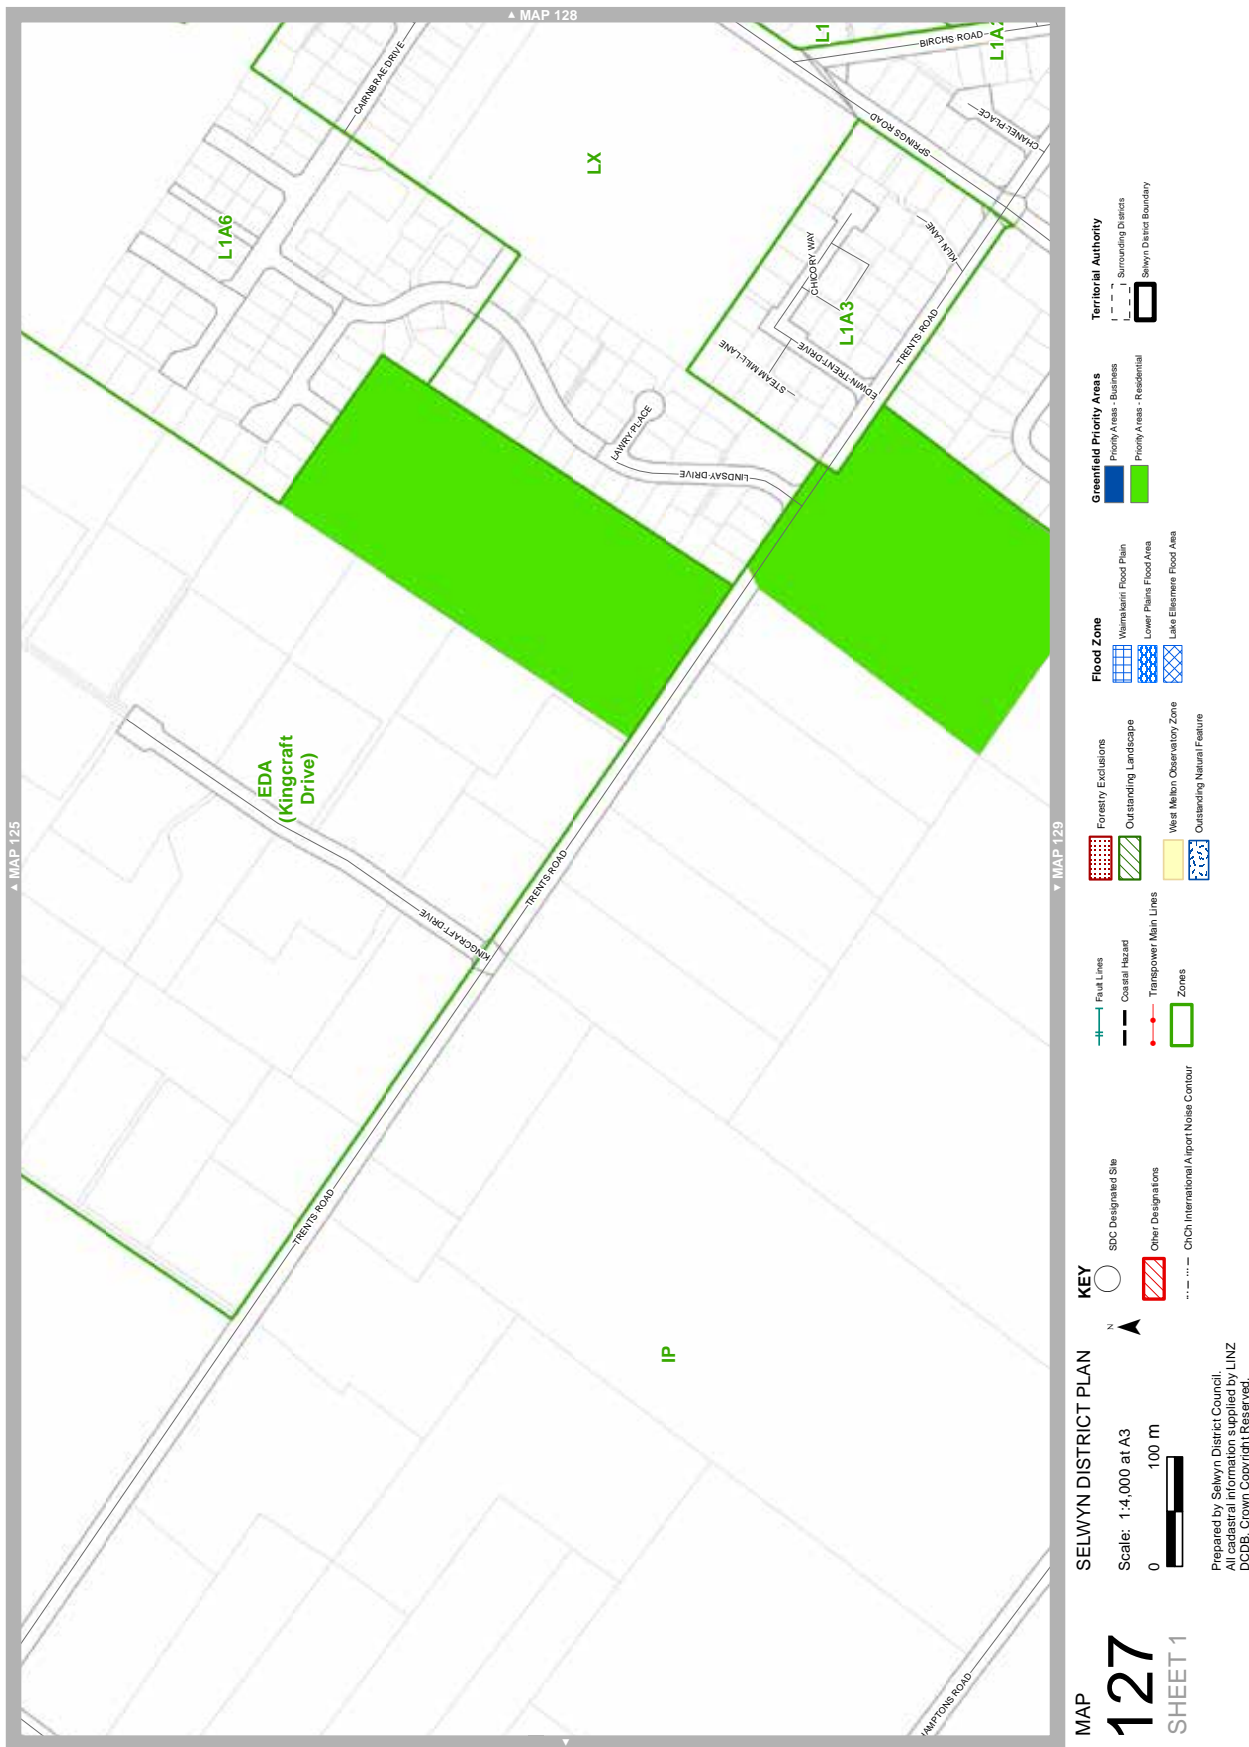 ▲ MAP 128
▲ MAP 125
▼ MAP 129
CAIRNBRAE DRIVE
BIRCHS ROAD
L1
L1A2
SPRINGS ROAD
CHANEL PLACE
LX
L1A6
CHICORY WAY
KILN LANE
L1A3
STEAM MILL LANE
EDWIN TRENT DRIVE
TRENTS ROAD
LAWRY PLACE
LINDSAY DRIVE
EDA
(Kingcraft
Drive)
KINGCRAFT DRIVE
TRENTS ROAD
TRENTS ROAD
IP
AMPTONS ROAD
MAP
127
SHEET 1
SELWYN DISTRICT PLAN
Scale: 1:4,000 at A3
0
100 m
Prepared by Selwyn District Council.
All cadastral information supplied by LINZ
DCDB. Crown Copyright Reserved.
N
KEY
SDC Designated Site
Other Designations
ChCh International Airport Noise Contour
Fault Lines
Coastal Hazard
Transpower Main Lines
Zones
Forestry Exclusions
Outstanding Landscape
West Melton Observatory Zone
Outstanding Natural Feature
Flood Zone
Waimakariri Flood Plain
Lower Plains Flood Area
Lake Ellesmere Flood Area
Greenfield Priority Areas
Priority Areas - Business
Priority Areas - Residential
Territorial Authority
Surrounding Districts
Selwyn District Boundary